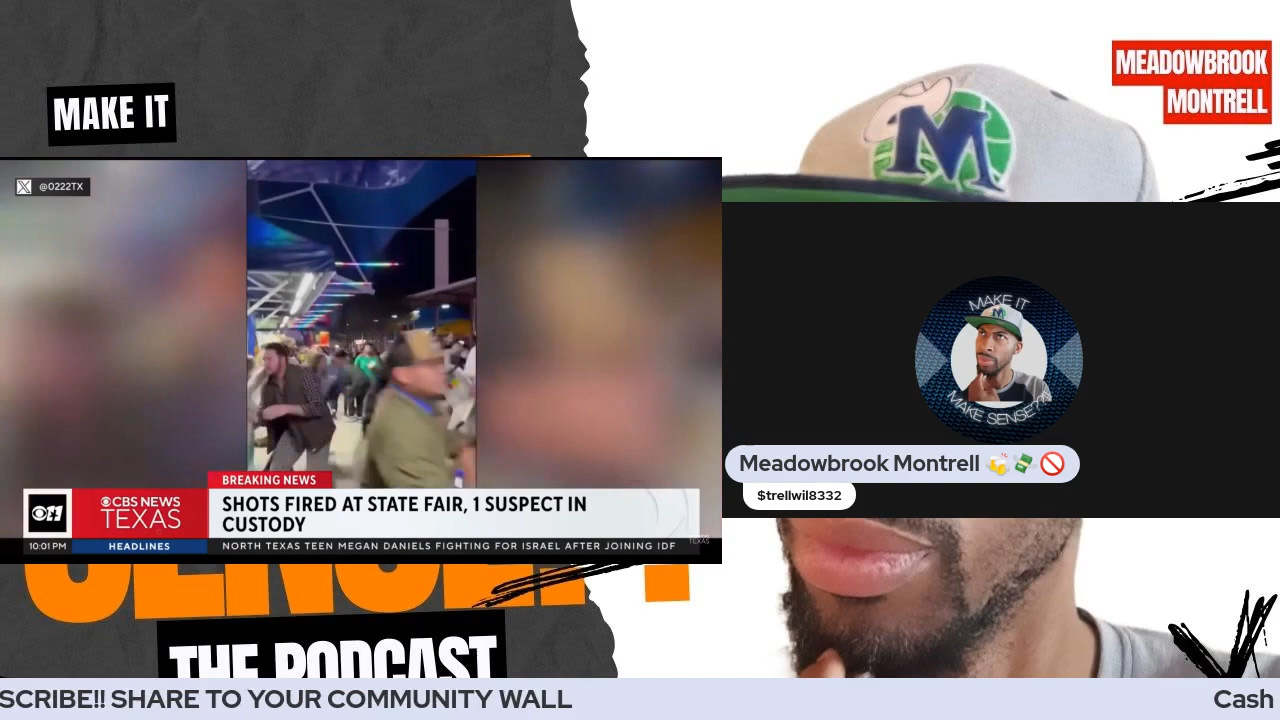 MAKE IT
MEADOWBROOK
MONTRELL
M
@0222TX
MAKE IT
MAKE SENSE??
BREAKING NEWS
CBS NEWS
TEXAS
SHOTS FIRED AT STATE FAIR, 1 SUSPECT IN
CUSTODY
10:01 PM
HEADLINES
NORTH TEXAS TEEN MEGAN DANIELS FIGHTING FOR ISRAEL AFTER JOINING IDF
TEXAS
Meadowbrook Montrell 🍻💸🚫
$trellwil8332
THE PODCAST
SCRIBE!! SHARE TO YOUR COMMUNITY WALL
Cash